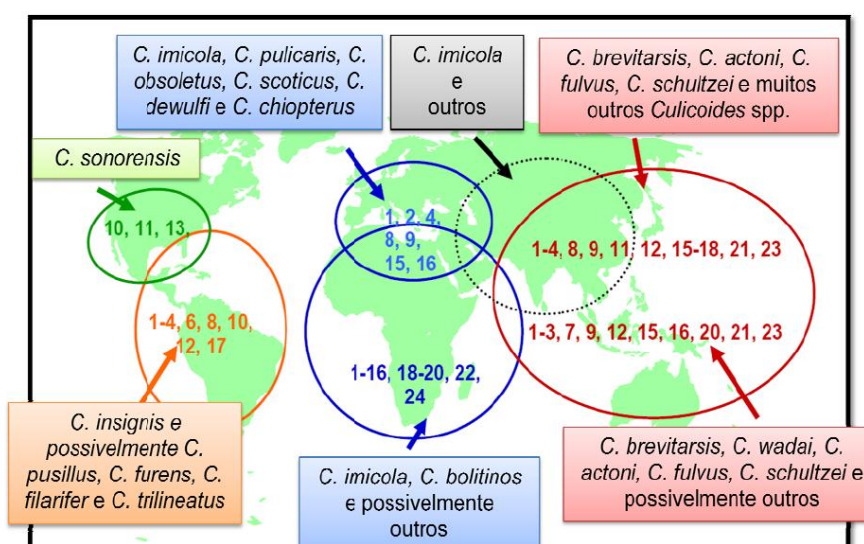 C. imicola, C. pulicaris, C.
obsoletus, C. scoticus, C.
dewulfi e C. chiopterus
C. imicola
e
outros
C. brevitarsis, C. actoni, C.
fulvus, C. schultzei e muitos
outros Culicoides spp.
C. sonorensis
10, 11, 13,
1, 2, 4,
8, 9,
15, 16
1-4, 8, 9, 11, 12, 15-18, 21, 23
1-4, 6, 8, 10,
12, 17
1-3, 7, 9, 12, 15, 16, 20, 21, 23
1-16, 18-20, 22,
24
C. insignis e
possivelmente C.
pusillus, C. furens, C.
filarifer e C. trilineatus
C. imicola, C. bolitinos
e possivelmente
outros
C. brevitarsis, C. wadai, C.
actoni, C. fulvus, C. schultzei e
possivelmente outros